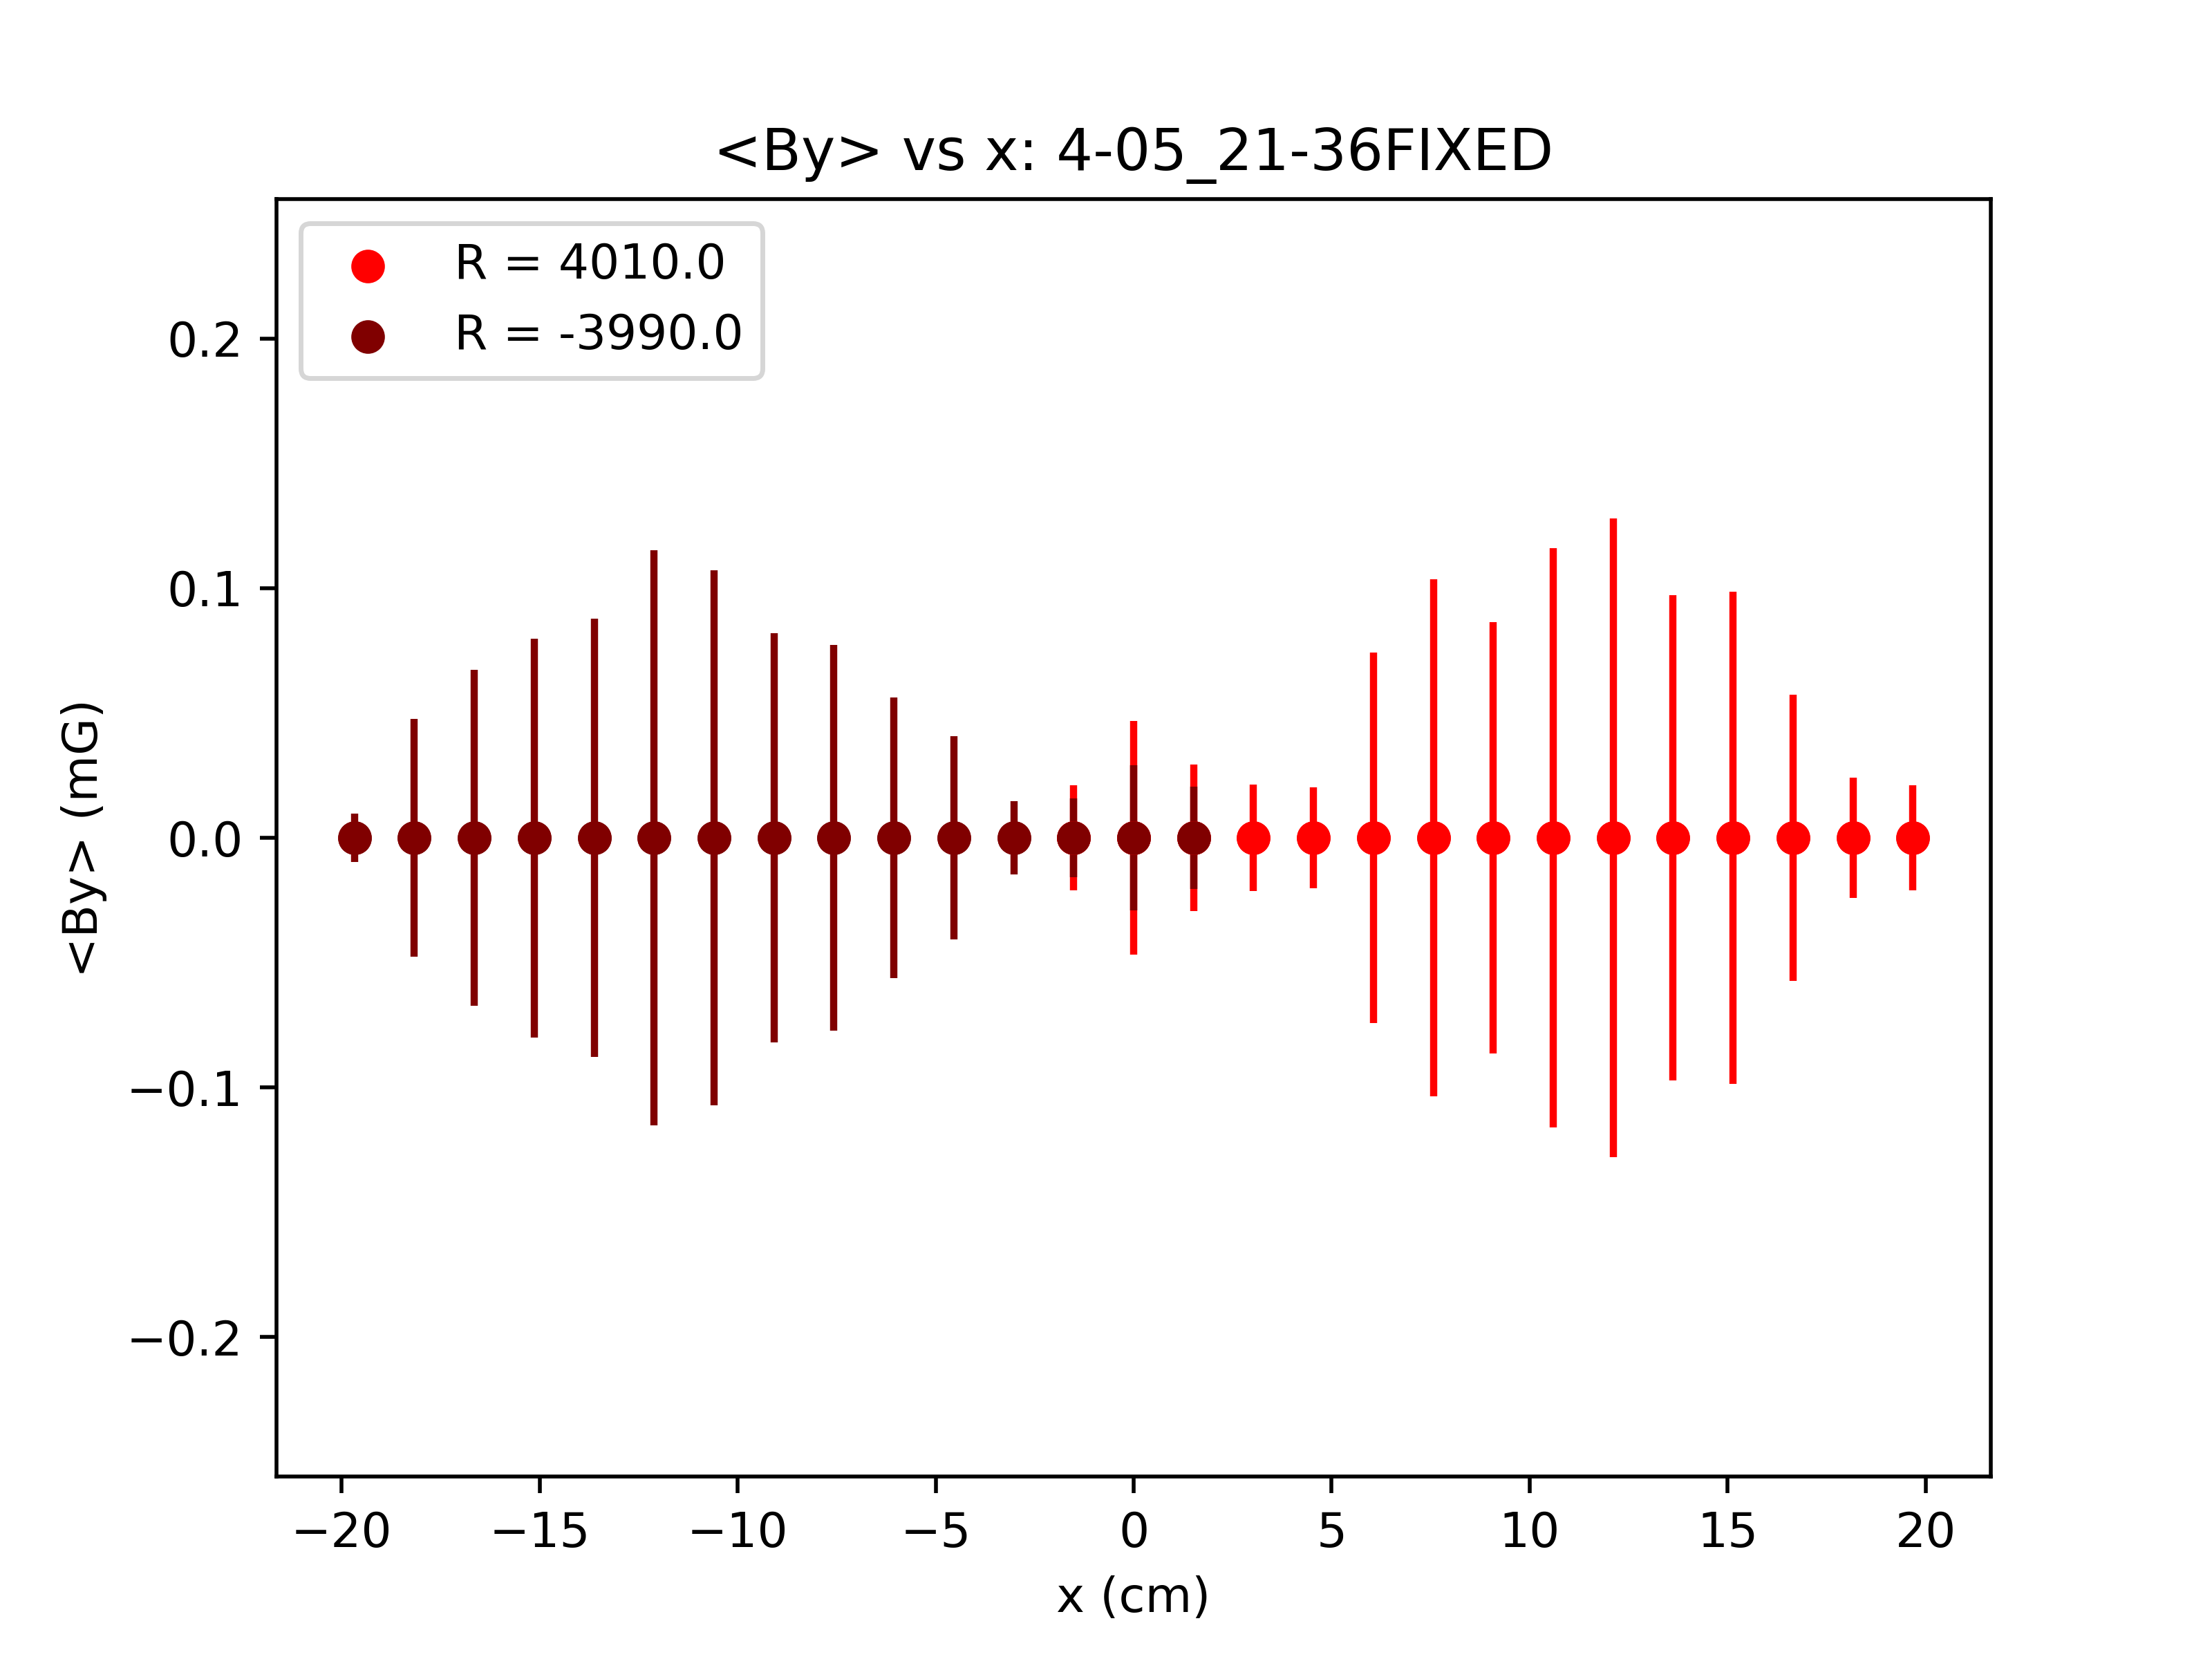 <By> vs x: 4-05_21-36FIXED
R = 4010.0
R = -3990.0
0.2
0.1
0.0
−0.1
−0.2
<By> (mG)
−20 −15 −10 −5 0 5 10 15 20
x (cm)